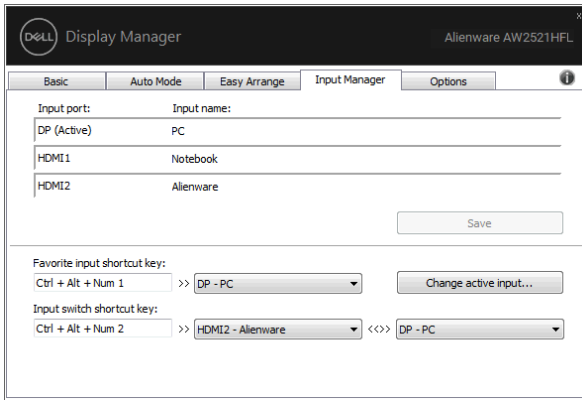 DELL Display Manager Alienware AW2521HFL
Basic Auto Mode Easy Arrange Input Manager Options
Input port: Input name:
DP (Active) PC
HDMI1 Notebook
HDMI2 Alienware
Save
Favorite input shortcut key:
Ctrl + Alt + Num 1 >> DP - PC Change active input...
Input switch shortcut key:
Ctrl + Alt + Num 2 >> HDMI2 - Alienware <<>> DP - PC